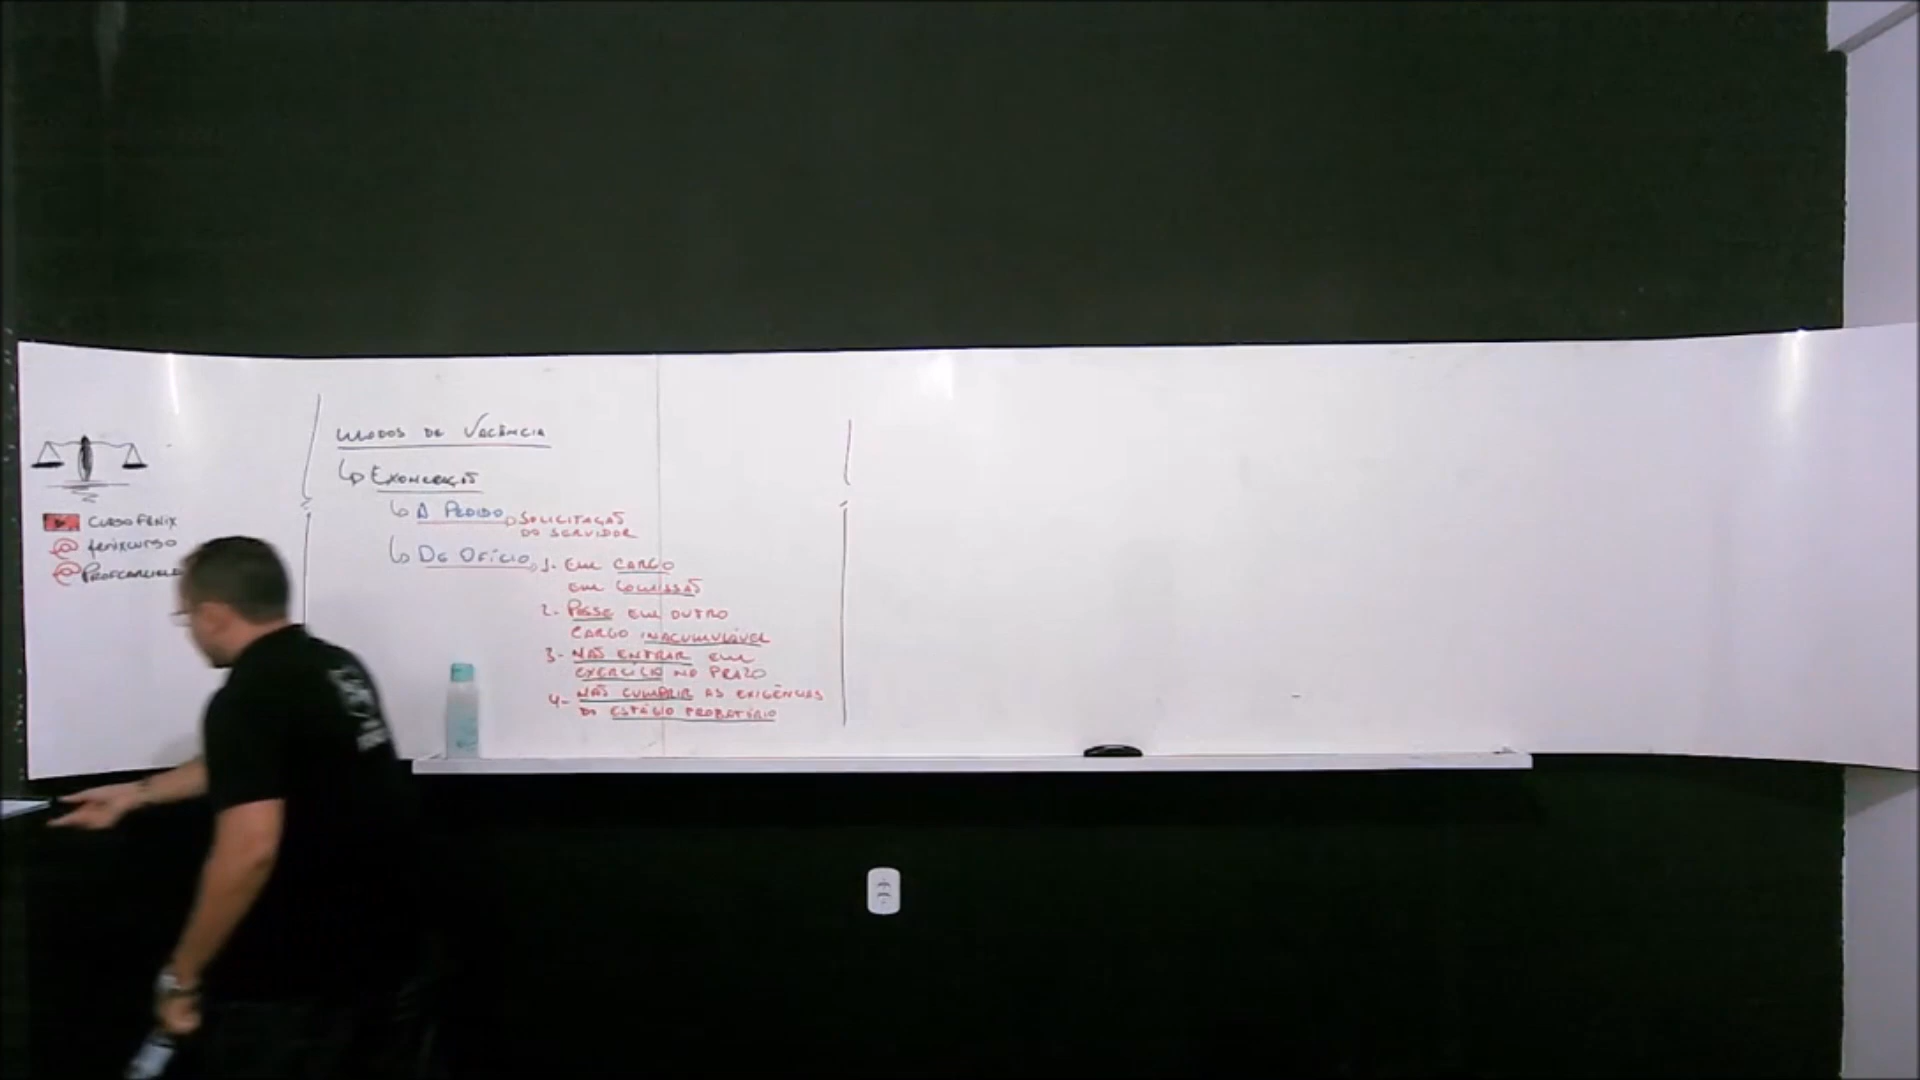 CURSO FENIX
@fenixcurso
MODOS DE VACÂNCIA
EXONERAÇÃO
A PEDIDO
SOLICITAÇÃO
DO SERVIDOR
DE OFÍCIO
1- EM CARGO
EM COMISSÃO
2- POSSE EM OUTRO
CARGO INACUMULÁVEL
3- NÃO ENTRAR EM
EXERCÍCIO NO PRAZO
4- NÃO CUMPRIR AS EXIGÊNCIAS
DO ESTÁGIO PROBATÓRIO